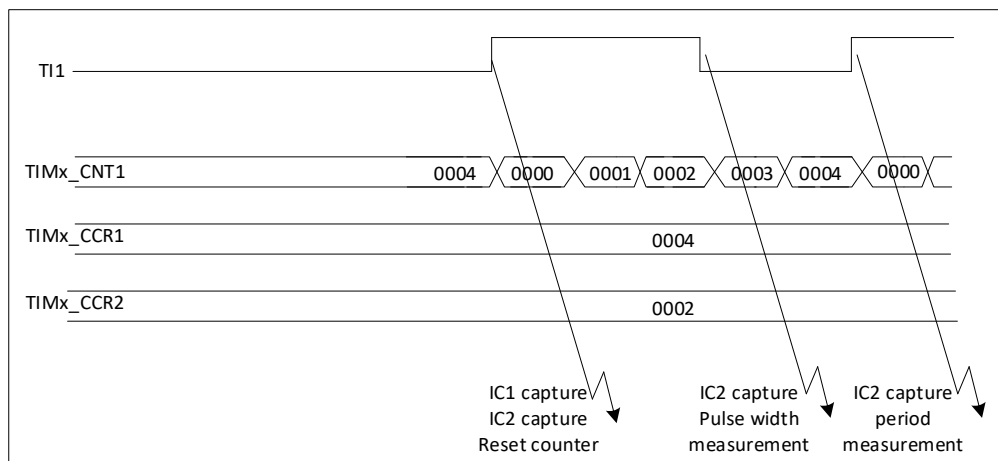 TI1
TIMx_CNT1 0004 0000 0001 0002 0003 0004 0000
TIMx_CCR1 0004
TIMx_CCR2 0002
IC1 capture
IC2 capture
Reset counter
IC2 capture
Pulse width
measurement
IC2 capture
period
measurement